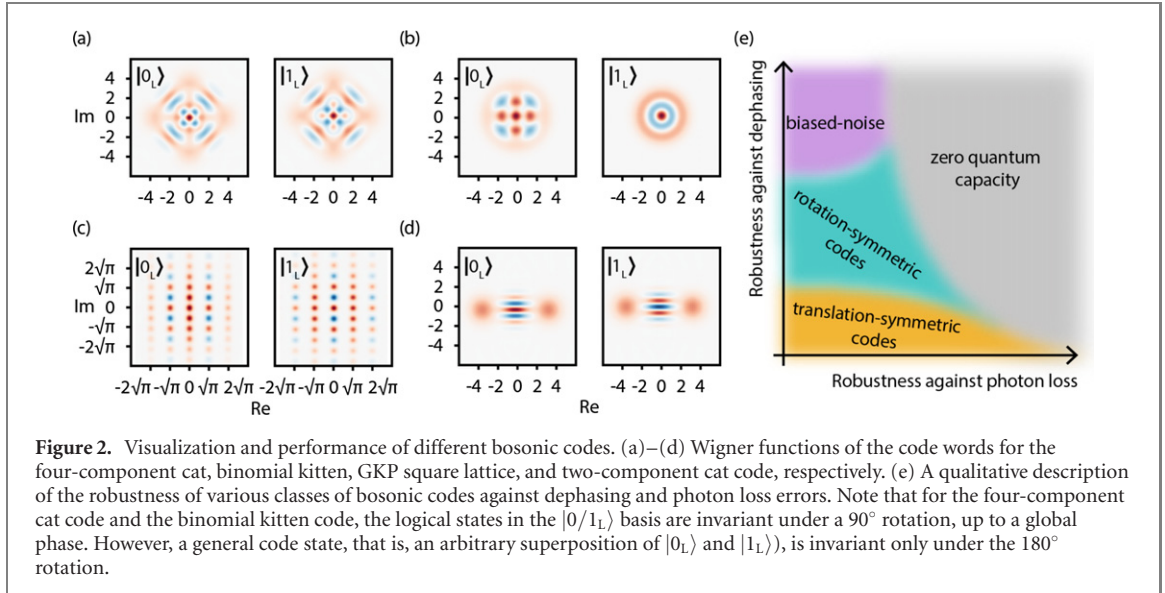 (a)
(b)
(e)
|0L⟩
|1L⟩
|0L⟩
|1L⟩
4
2
Im 0
-2
-4
4
2
0
-2
-4
-4 -2 0 2 4
-4 -2 0 2 4
-4 -2 0 2 4
-4 -2 0 2 4
(c)
(d)
|0L⟩
|1L⟩
|0L⟩
|1L⟩
2√π
√π
Im 0
-√π
-2√π
4
2
0
-2
-4
-2√π -√π 0 √π 2√π
-2√π -√π 0 √π 2√π
-4 -2 0 2 4
-4 -2 0 2 4
Re
Re
Robustness against dephasing
biased-noise
zero quantum
capacity
rotation-symmetric
codes
translation-symmetric
codes
Robustness against photon loss
Figure 2. Visualization and performance of different bosonic codes. (a)–(d) Wigner functions of the code words for the
four-component cat, binomial kitten, GKP square lattice, and two-component cat code, respectively. (e) A qualitative description
of the robustness of various classes of bosonic codes against dephasing and photon loss errors. Note that for the four-component
cat code and the binomial kitten code, the logical states in the |0/1L⟩ basis are invariant under a 90° rotation, up to a global
phase. However, a general code state, that is, an arbitrary superposition of |0L⟩ and |1L⟩), is invariant only under the 180°
rotation.